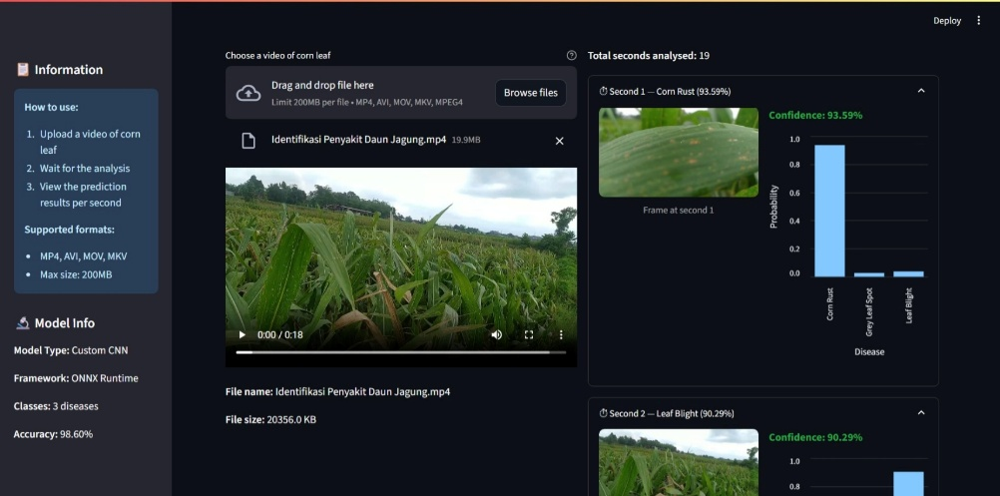 Deploy
Information
How to use:
1. Upload a video of corn
leaf
2. Wait for the analysis
3. View the prediction
results per second
Supported formats:
• MP4, AVI, MOV, MKV
• Max size: 200MB
Model Info
Model Type: Custom CNN
Framework: ONNX Runtime
Classes: 3 diseases
Accuracy: 98.60%
Choose a video of corn leaf
Drag and drop file here
Limit 200MB per file • MP4, AVI, MOV, MKV, MPEG4
Browse files
Identifikasi Penyakit Daun Jagung.mp4 19.9MB
0:00 / 0:18
File name: Identifikasi Penyakit Daun Jagung.mp4
File size: 20356.0 KB
Total seconds analysed: 19
Second 1 — Corn Rust (93.59%)
Frame at second 1
Confidence: 93.59%
1.0
0.8
0.6
0.4
0.2
0.0
Probability
Corn Rust
Grey Leaf Spot
Leaf Blight
Disease
Second 2 — Leaf Blight (90.29%)
Confidence: 90.29%
1.0
0.8